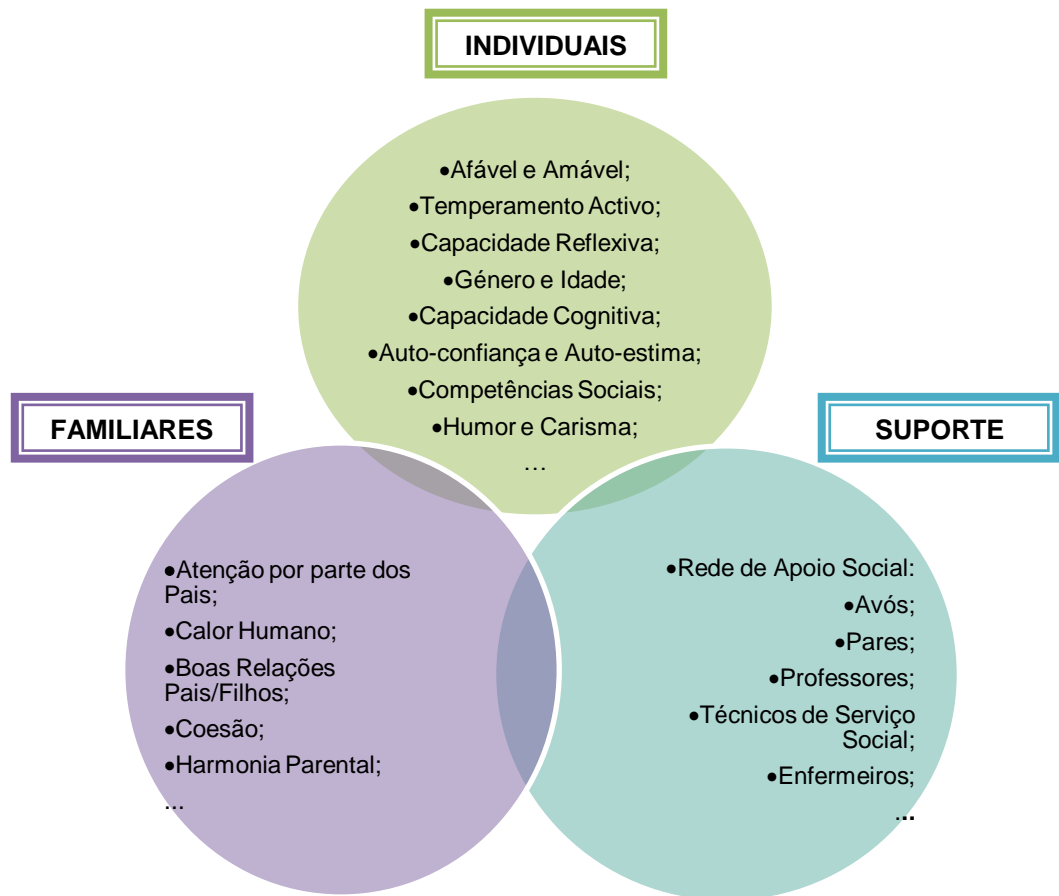 INDIVIDUAIS
•Afável e Amável;
•Temperamento Activo;
•Capacidade Reflexiva;
•Género e Idade;
•Capacidade Cognitiva;
•Auto-confiança e Auto-estima;
•Competências Sociais;
•Humor e Carisma;
...
FAMILIARES
•Atenção por parte dos
Pais;
•Calor Humano;
•Boas Relações
Pais/Filhos;
•Coesão;
•Harmonia Parental;
...
SUPORTE
•Rede de Apoio Social:
•Avós;
•Pares;
•Professores;
•Técnicos de Serviço
Social;
•Enfermeiros;
...